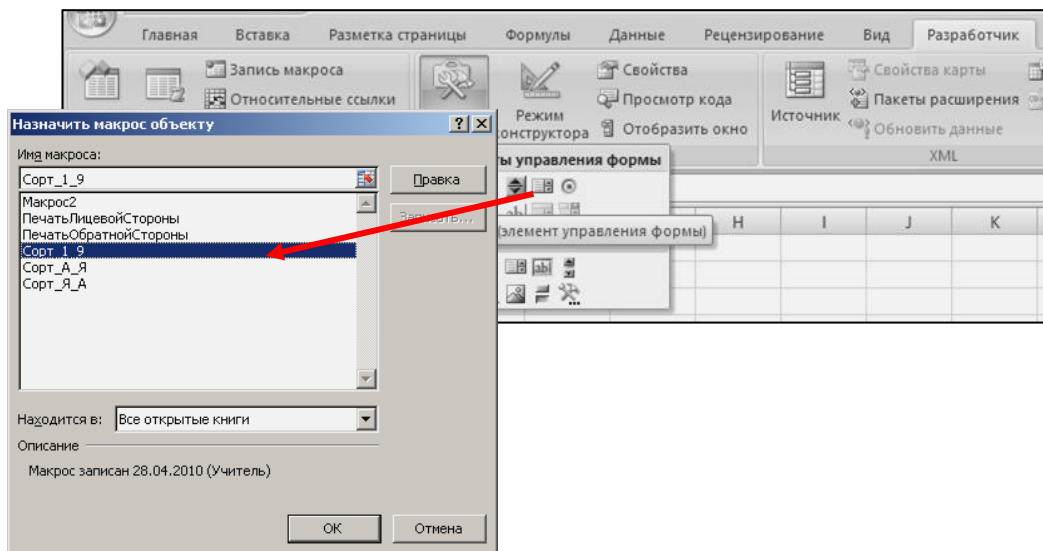 Главная Вставка Разметка страницы Формулы Данные Рецензирование Вид Разработчик
Запись макроса
Относительные ссылки
Режим
конструктора
Свойства
Просмотр кода
Отобразить окно
Источник
Свойства карты
Пакеты расширения
Обновить данные
XML
Назначить макрос объекту
Имя макроса:
Сорт_1_9
Правка
Макрос2
ПечатьЛицевойСтороны
ПечатьОбратнойСтороны
Сорт_1_9
Сорт_А_Я
Сорт_Я_А
Находится в: Все открытые книги
Описание
Макрос записан 28.04.2010 (Учитель)
ОК Отмена
управления формы
(элемент управления формы)
H I J K